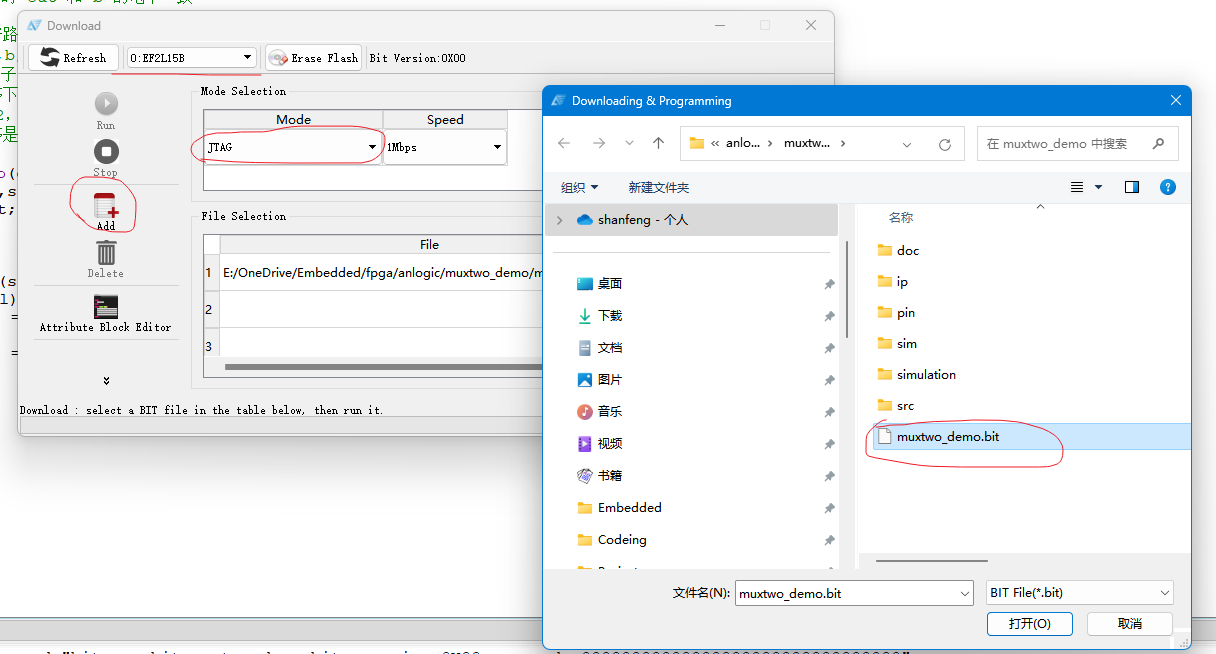 Download
Refresh
0:EF2L15B
Erase Flash
Bit Version:0X00
Run
Stop
Add
Delete
Attribute Block Editor
Mode Selection
Mode
Speed
JTAG
1Mbps
File Selection
File
1
E:/OneDrive/Embedded/fpga/anlogic/muxtwo_demo/m
2
3
Download : select a BIT file in the table below, then run it.
Downloading & Programming
« anlo... › muxtw... ›
在 muxtwo_demo 中搜索
组织
新建文件夹
shanfeng - 个人
桌面
下载
文档
图片
音乐
视频
书籍
Embedded
Codeing
名称
doc
ip
pin
sim
simulation
src
muxtwo_demo.bit
文件名(N):
muxtwo_demo.bit
BIT File(*.bit)
打开(O)
取消